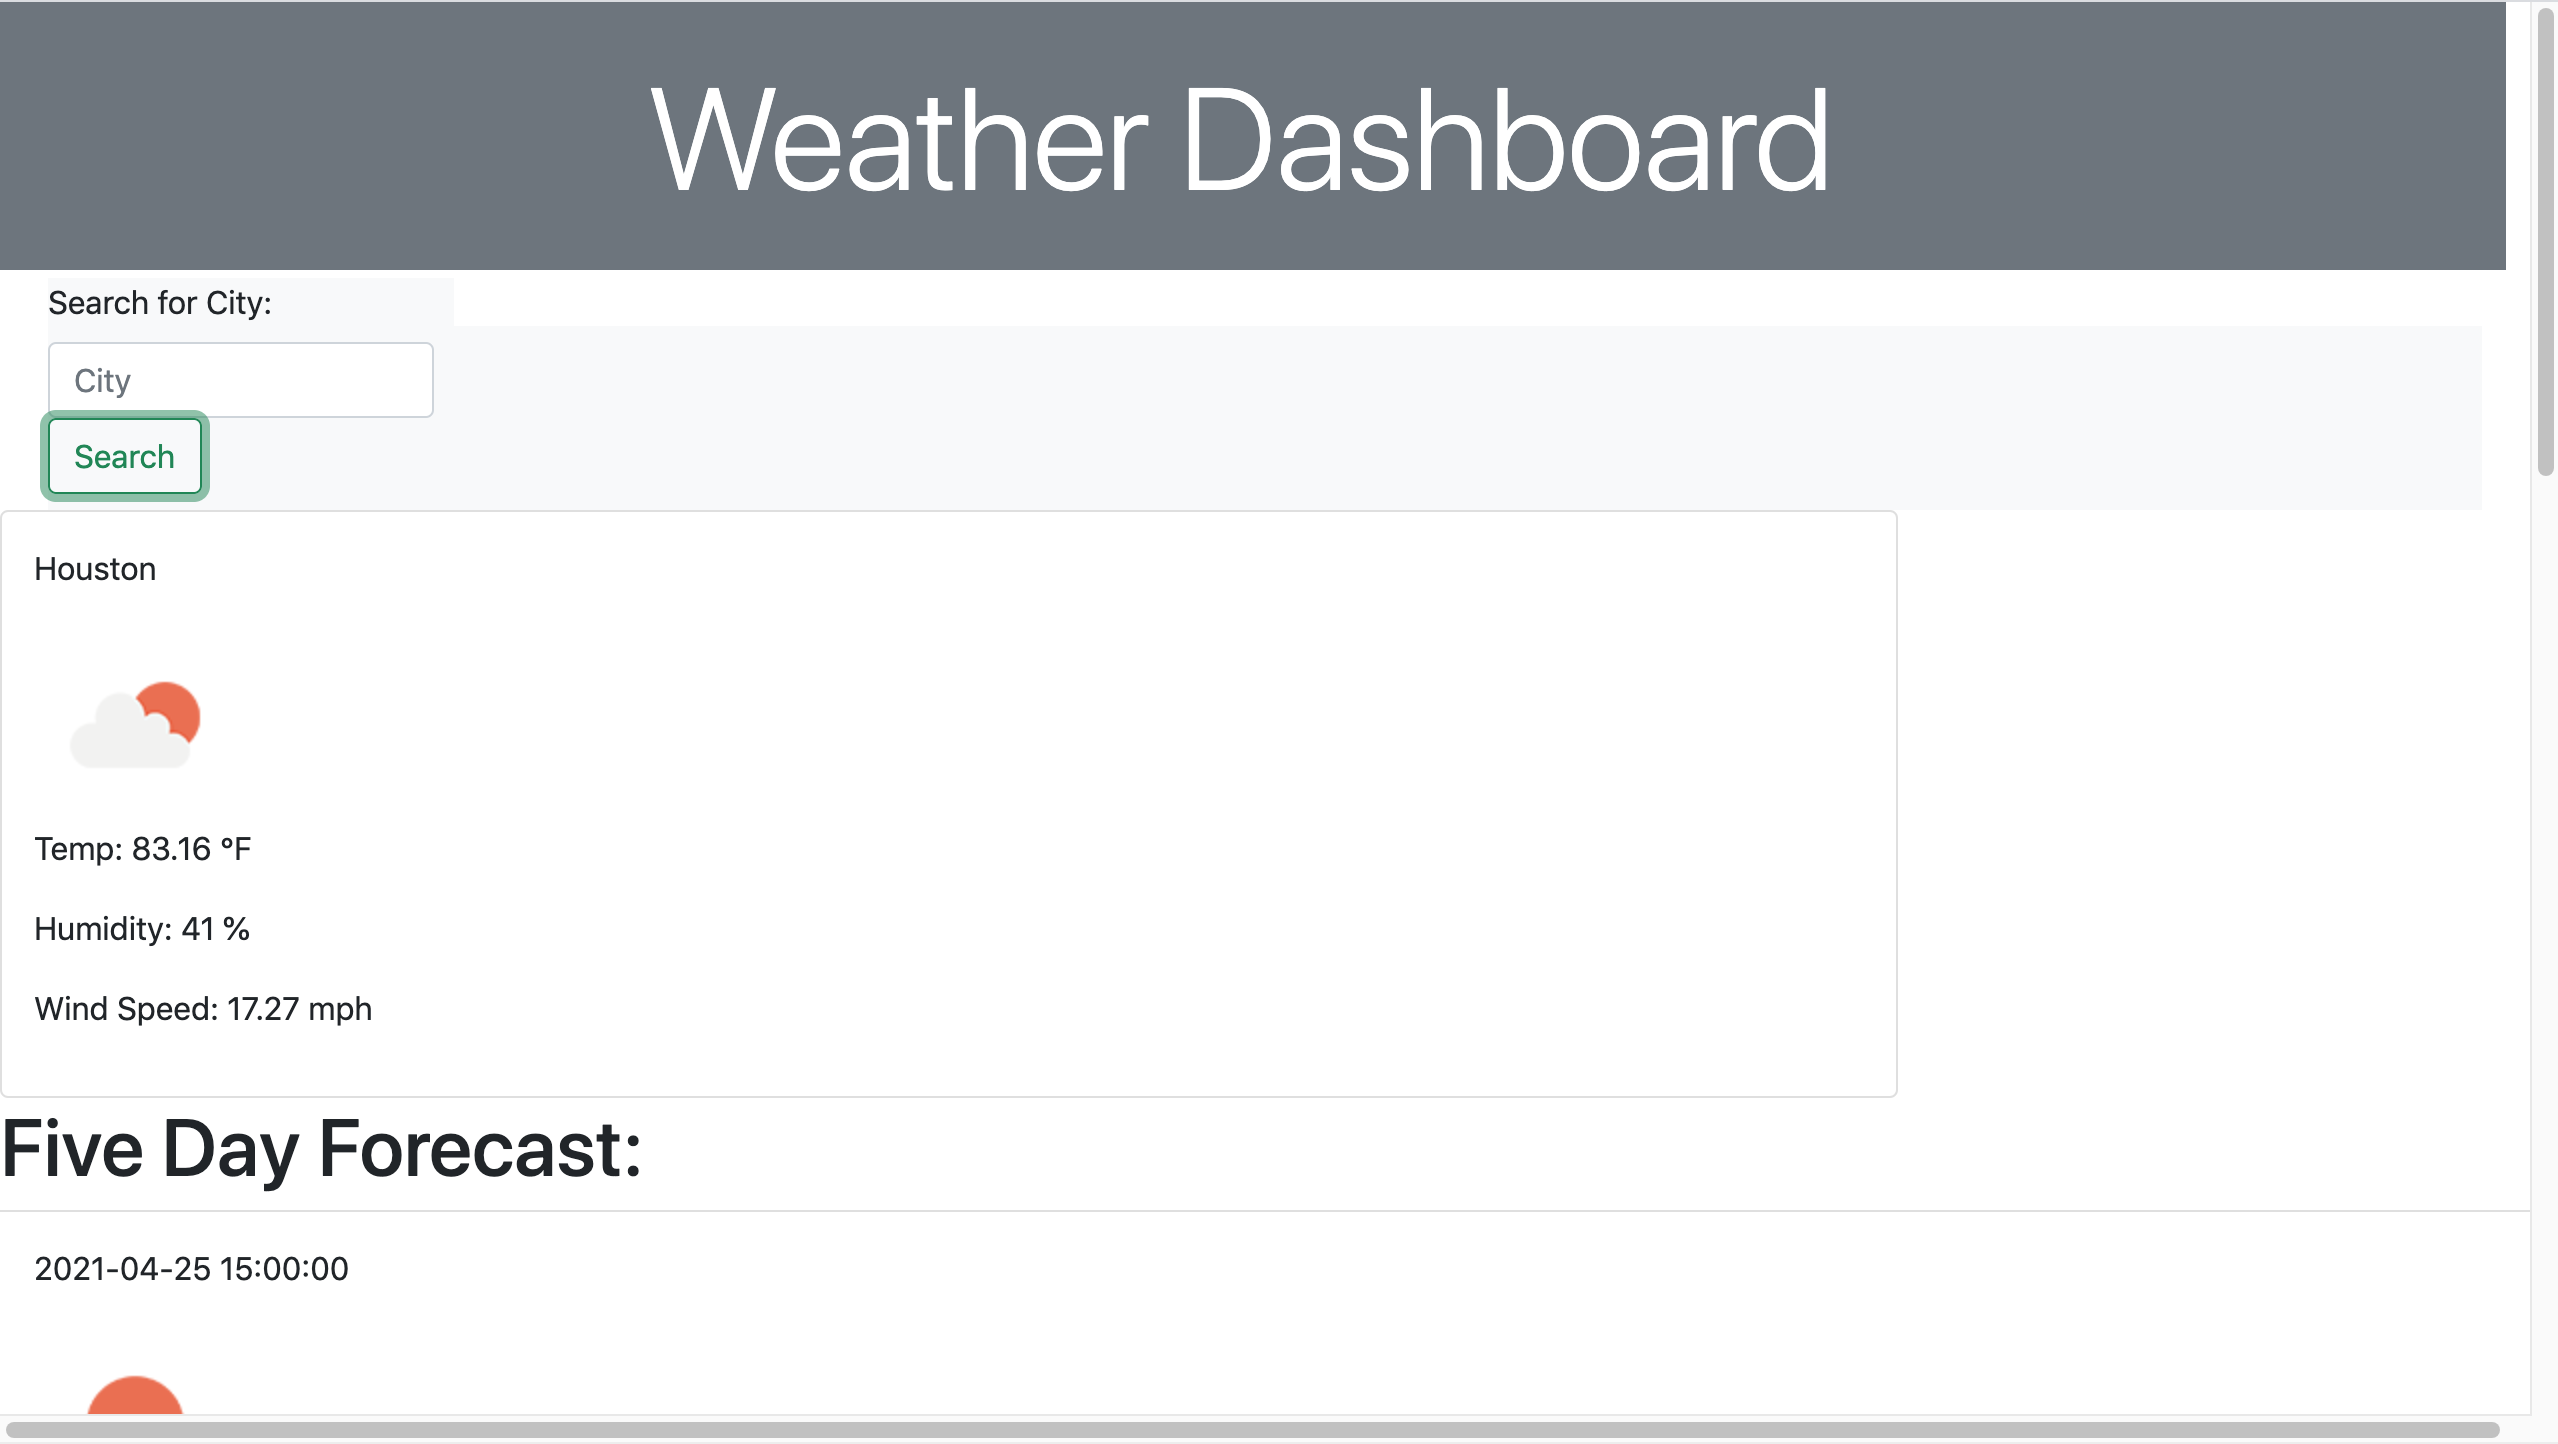 Weather Dashboard
Search for City:
City
Search
Houston
Temp: 83.16 °F
Humidity: 41 %
Wind Speed: 17.27 mph
Five Day Forecast:
2021-04-25 15:00:00